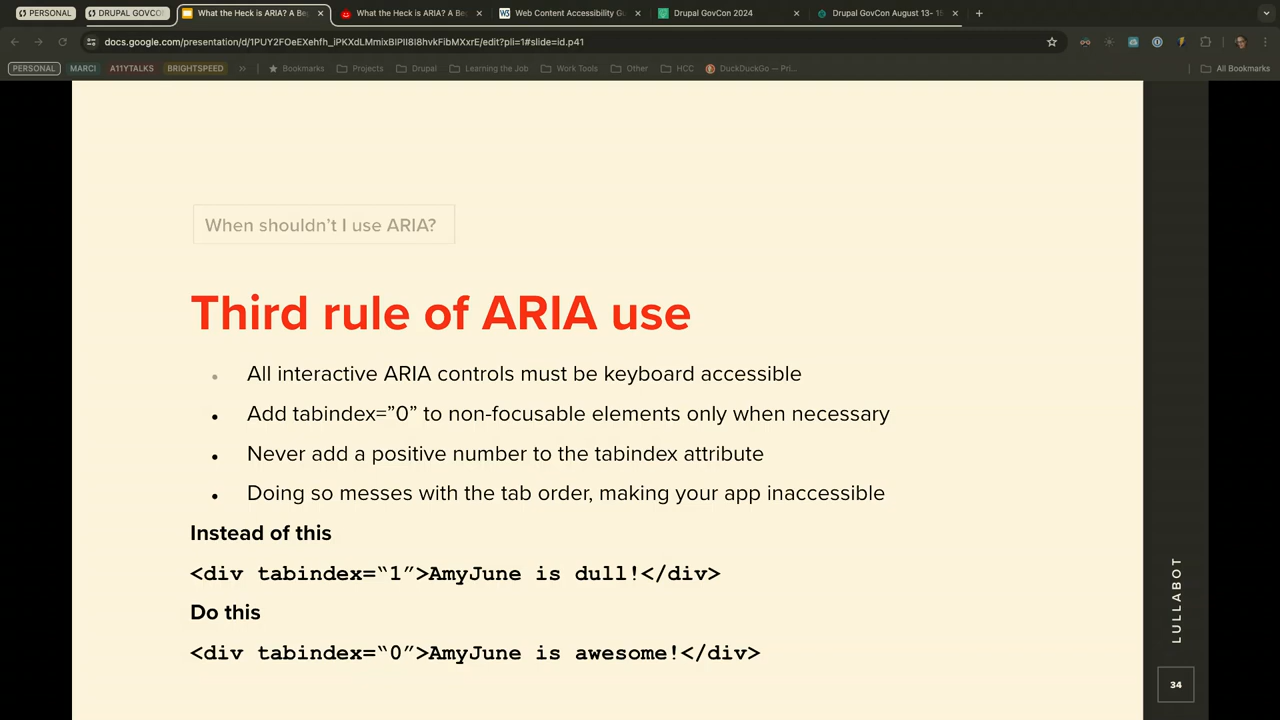 PERSONAL
DRUPAL GOVCO
What the Heck is ARIA? A Be
What the Heck is ARIA? A Be
Web Content Accessibility Gu
Drupal GovCon 2024
Drupal GovCon August 13- 15
docs.google.com/presentation/d/1PUY2FOeEXehfh_iPKXdLMmixBIPII8I8hvkFibMXxrE/edit?pli=1#slide=id.p41
PERSONAL
MARCI
A11YTALKS
BRIGHTSPEED
»
Bookmarks
Projects
Drupal
Learning the Job
Work Tools
Other
HCC
DuckDuckGo — Pri...
All Bookmarks
When shouldn't I use ARIA?
Third rule of ARIA use
• All interactive ARIA controls must be keyboard accessible
• Add tabindex=”0” to non-focusable elements only when necessary
• Never add a positive number to the tabindex attribute
• Doing so messes with the tab order, making your app inaccessible
Instead of this
<div tabindex=“1”>AmyJune is dull!</div>
Do this
<div tabindex=“0”>AmyJune is awesome!</div>
LULLABOT
34